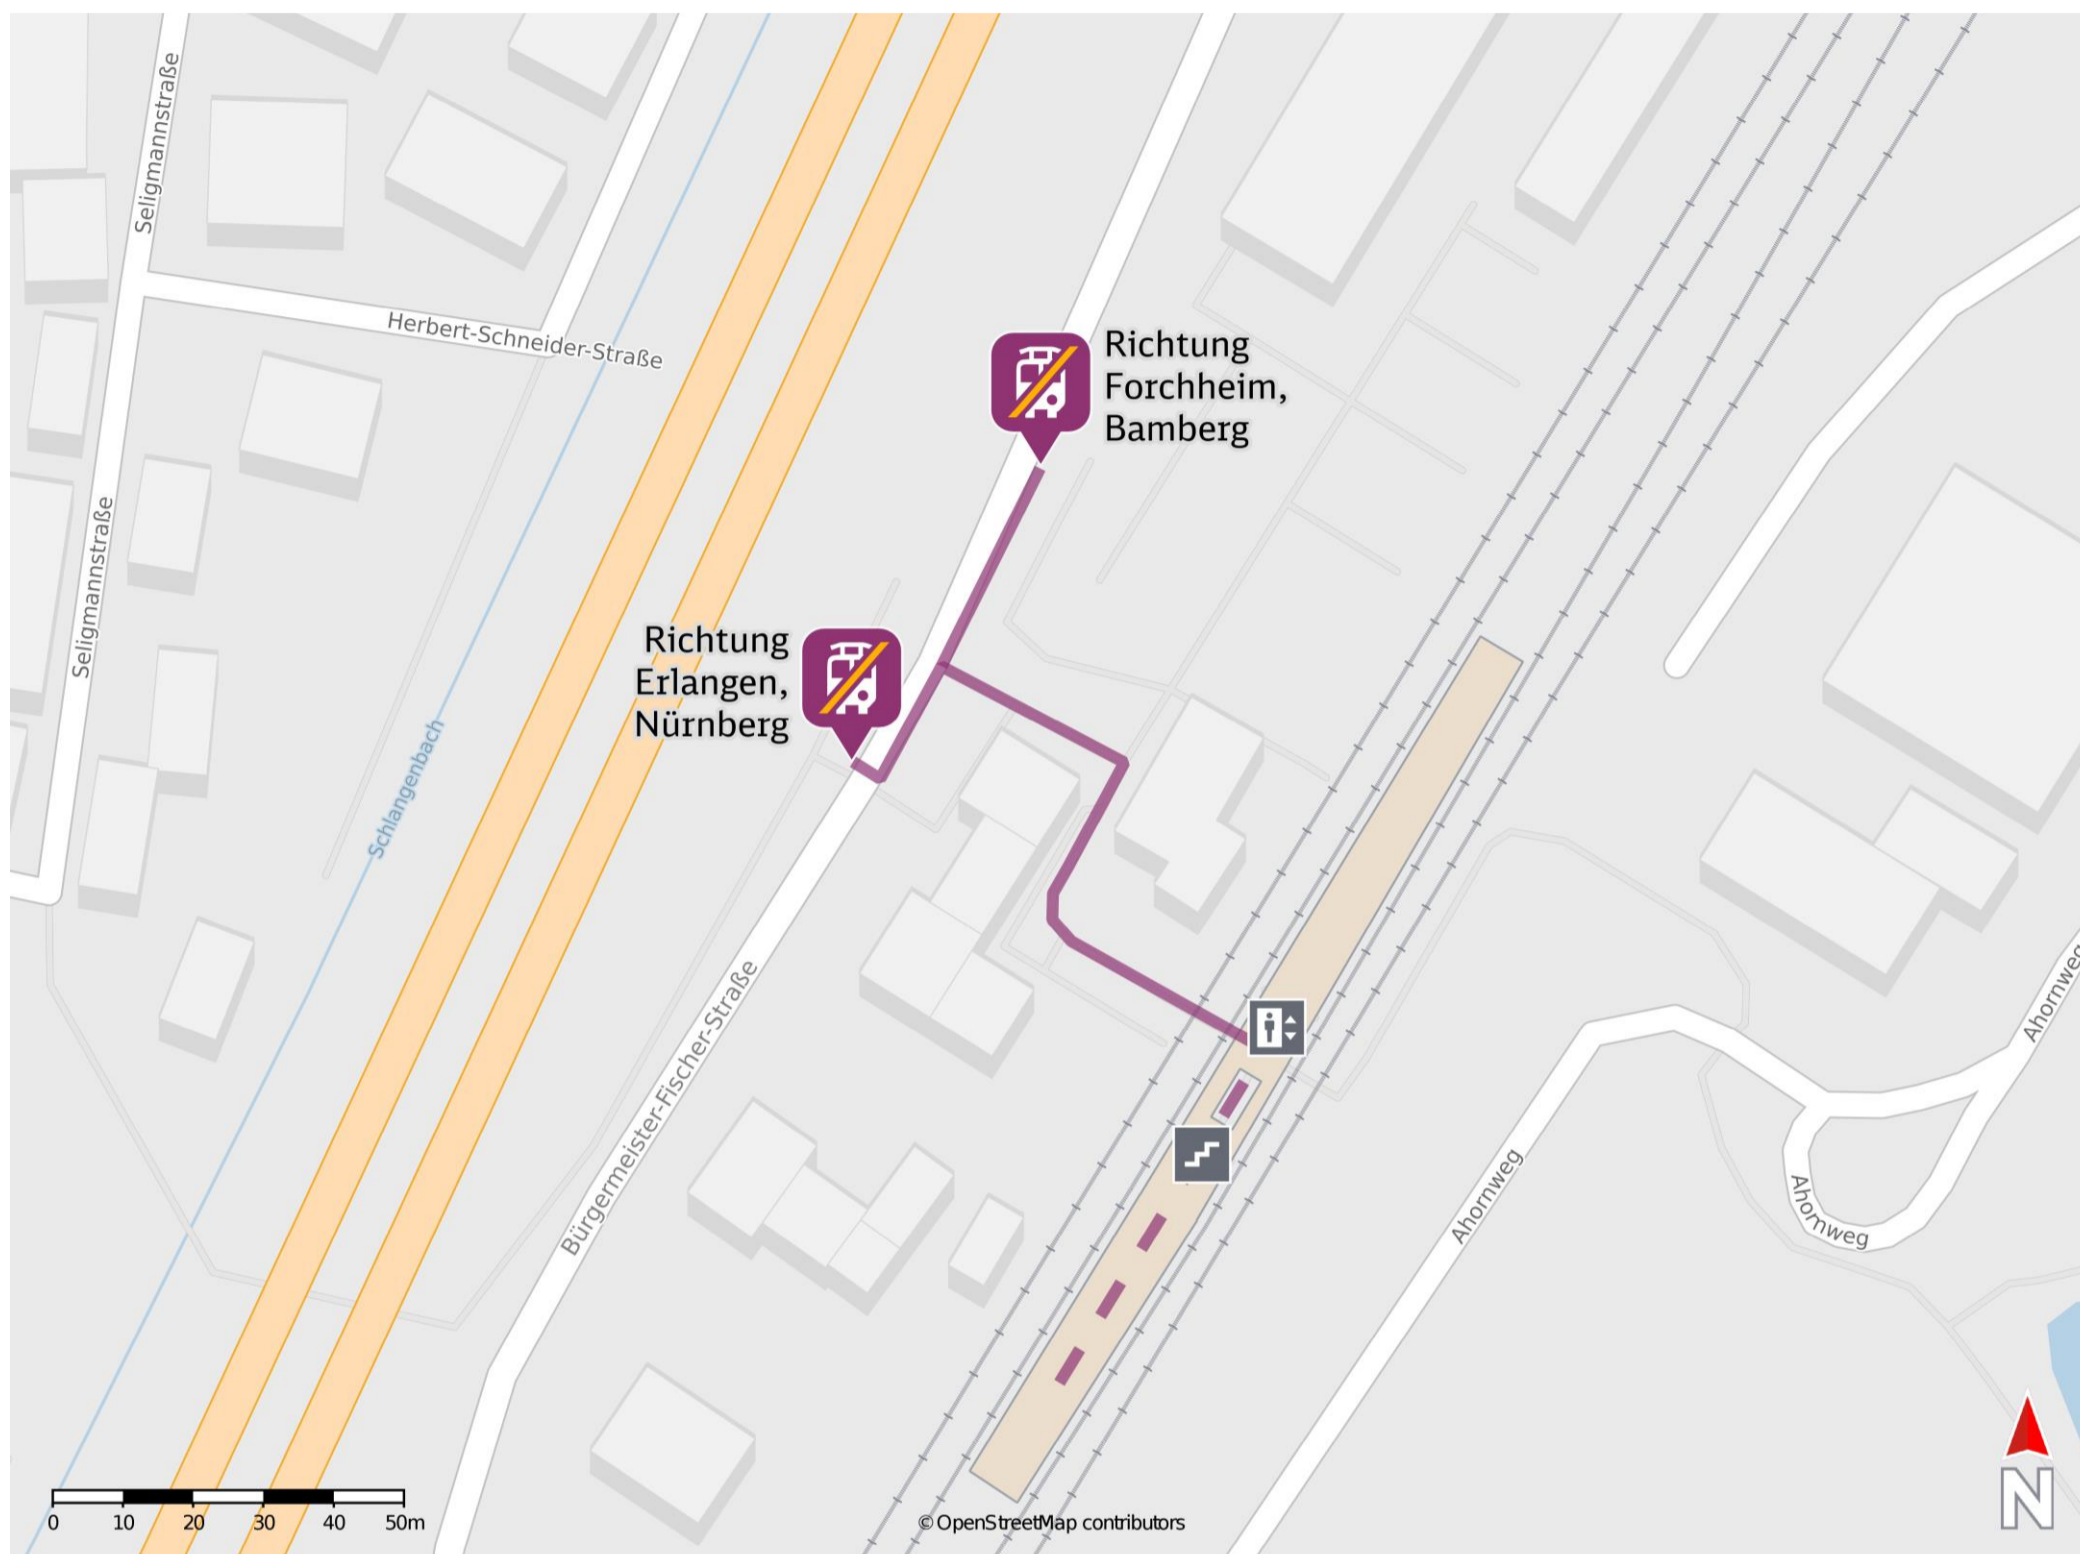 Seligmannstraße
Herbert-Schneider-Straße
Richtung
Forchheim,
Bamberg
Seligmannstraße
Richtung
Erlangen,
Nürnberg
Schlangenbach
Bürgermeister-Fischer-Straße
Ahornweg
Ahornweg
Ahornweg
0 10 20 30 40 50m
© OpenStreetMap contributors
N